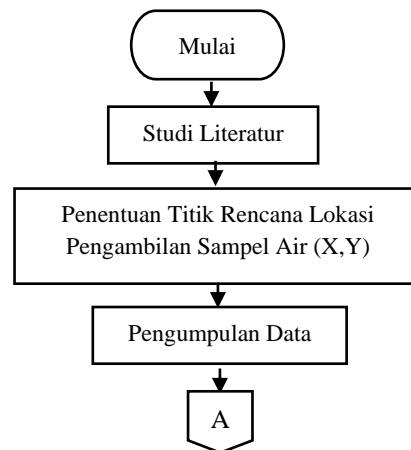 Mulai
Studi Literatur
Penentuan Titik Rencana Lokasi
Pengambilan Sampel Air (X,Y)
Pengumpulan Data
A